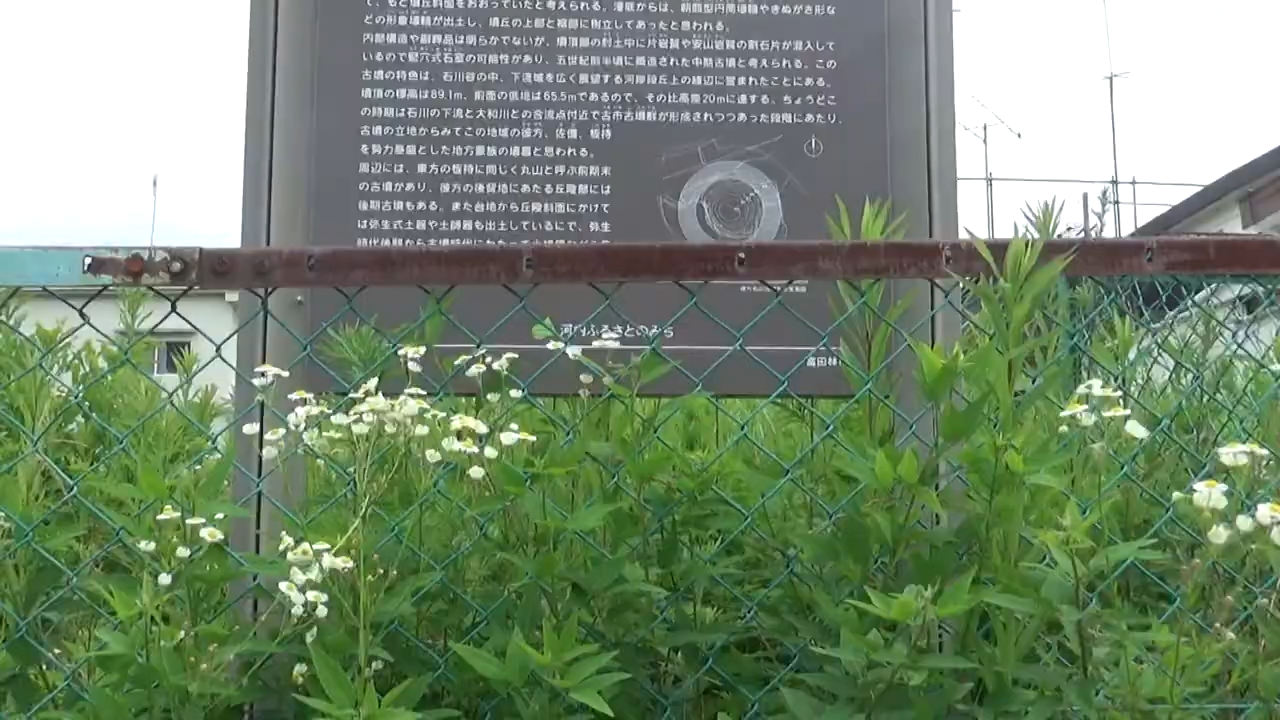 て、もと墳丘斜面をおおっていたと考えられる。濠底からは、朝顔型円筒埴輪やきぬがさ形な
どの形象埴輪が出土し、墳丘の上部と裾部に樹立してあったと思われる。
内部構造や副葬品は明らかでないが、墳頂部の封土中に片岩質や安山岩質の割石片が混入して
いるので竪穴式石室の可能性があり、五世紀前半頃に織造された中期古墳と考えられる。この
古墳の特色は、石川谷の中、下流域を広く展望する河岸段丘上の縁辺に営まれたことにある。
墳頂の標高は89.1m、前面の低地は65.5mであるので、その比高差20mに達する。ちょうどこ
の時期は石川の下流と大和川との合流点付近で古市古墳群が形成されつつあった段階にあたり、
古墳の立地からみてこの地域の彼方、佐備、板持
を勢力基盤とした地方豪族の墳墓と思われる。
周辺には、東方の板持に同じく丸山と呼ぶ前期末
の古墳があり、彼方の後背地にあたる丘陵部には
後期古墳もある。また台地から丘陵斜面にかけて
は弥生式土器や土師器も出土しているにで、弥生
時代後期から古墳時代にわたって
河内ふるさとのみち
富田林